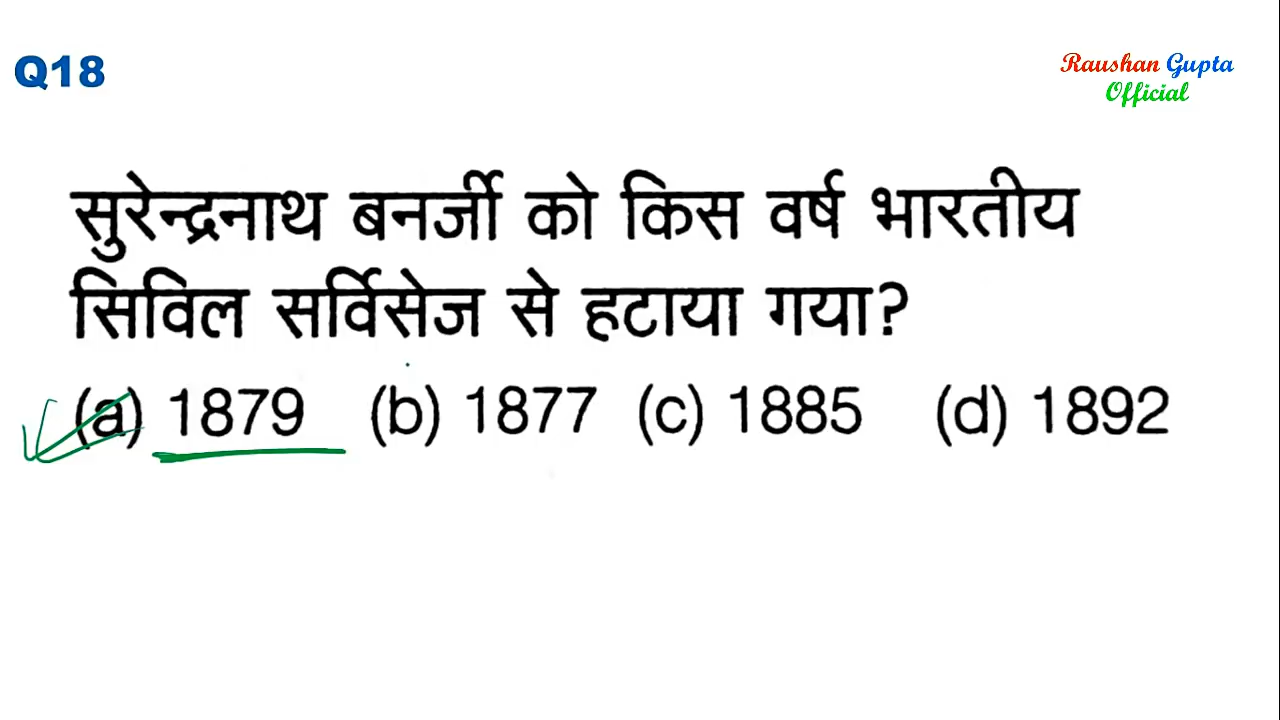 Q18
Raushan Gupta
Official
सुरेन्द्रनाथ बनर्जी को किस वर्ष भारतीय
सिविल सर्विसेज से हटाया गया?
(a) 1879 (b) 1877 (c) 1885 (d) 1892